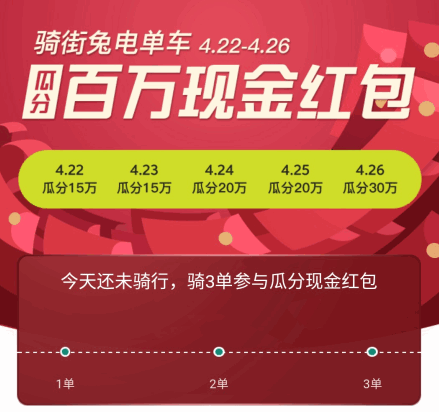 骑街兔电单车 4.22-4.26
瓜分百万现金红包
4.22 4.23 4.24 4.25 4.26
瓜分15万 瓜分15万 瓜分20万 瓜分20万 瓜分30万
今天还未骑行，骑3单参与瓜分现金红包
1单 2单 3单